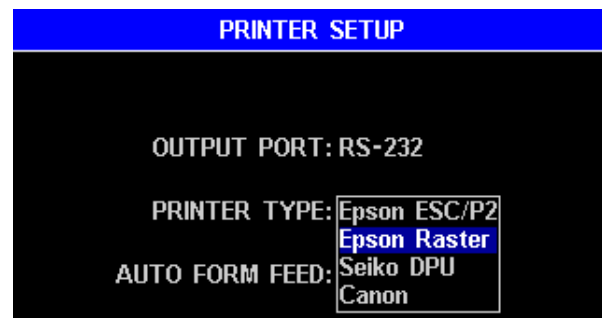 PRINTER SETUP
OUTPUT PORT: RS-232
PRINTER TYPE: Epson ESC/P2
Epson Raster
AUTO FORM FEED: Seiko DPU
Canon